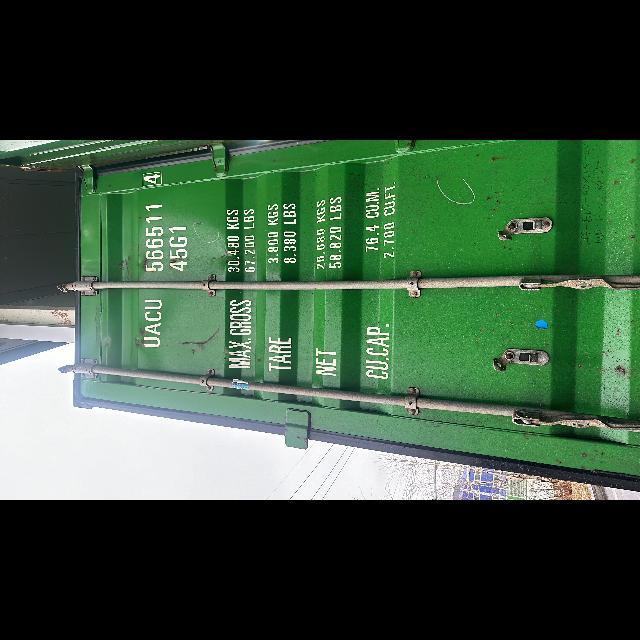 UACU 566511 4
45G1
MAX. GROSS 30.480 KGS
67.200 LBS
TARE 3.800 KGS
8.380 LBS
NET 26.680 KGS
58.820 LBS
CU.CAP. 76.4 CU.M.
2.700 CU.FT.